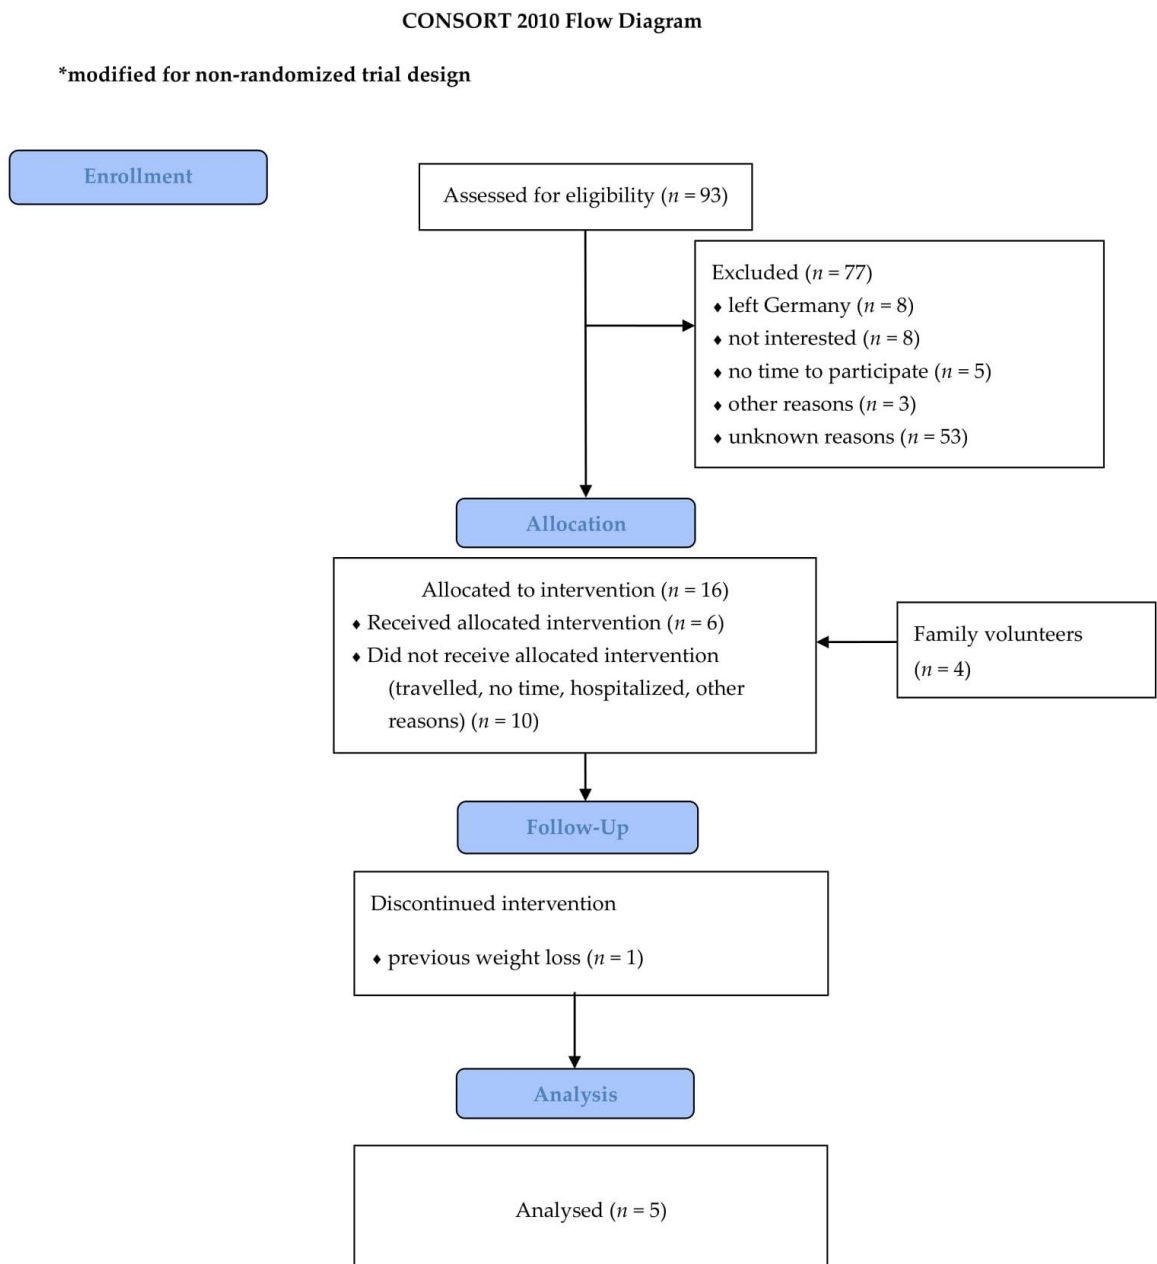 CONSORT 2010 Flow Diagram
*modified for non-randomized trial design
Enrollment
Assessed for eligibility (n = 93)
Excluded (n = 77)
♦ left Germany (n = 8)
♦ not interested (n = 8)
♦ no time to participate (n = 5)
♦ other reasons (n = 3)
♦ unknown reasons (n = 53)
Allocation
Allocated to intervention (n = 16)
♦ Received allocated intervention (n = 6)
♦ Did not receive allocated intervention
(travelled, no time, hospitalized, other
reasons) (n = 10)
Family volunteers
(n = 4)
Follow-Up
Discontinued intervention
♦ previous weight loss (n = 1)
Analysis
Analysed (n = 5)